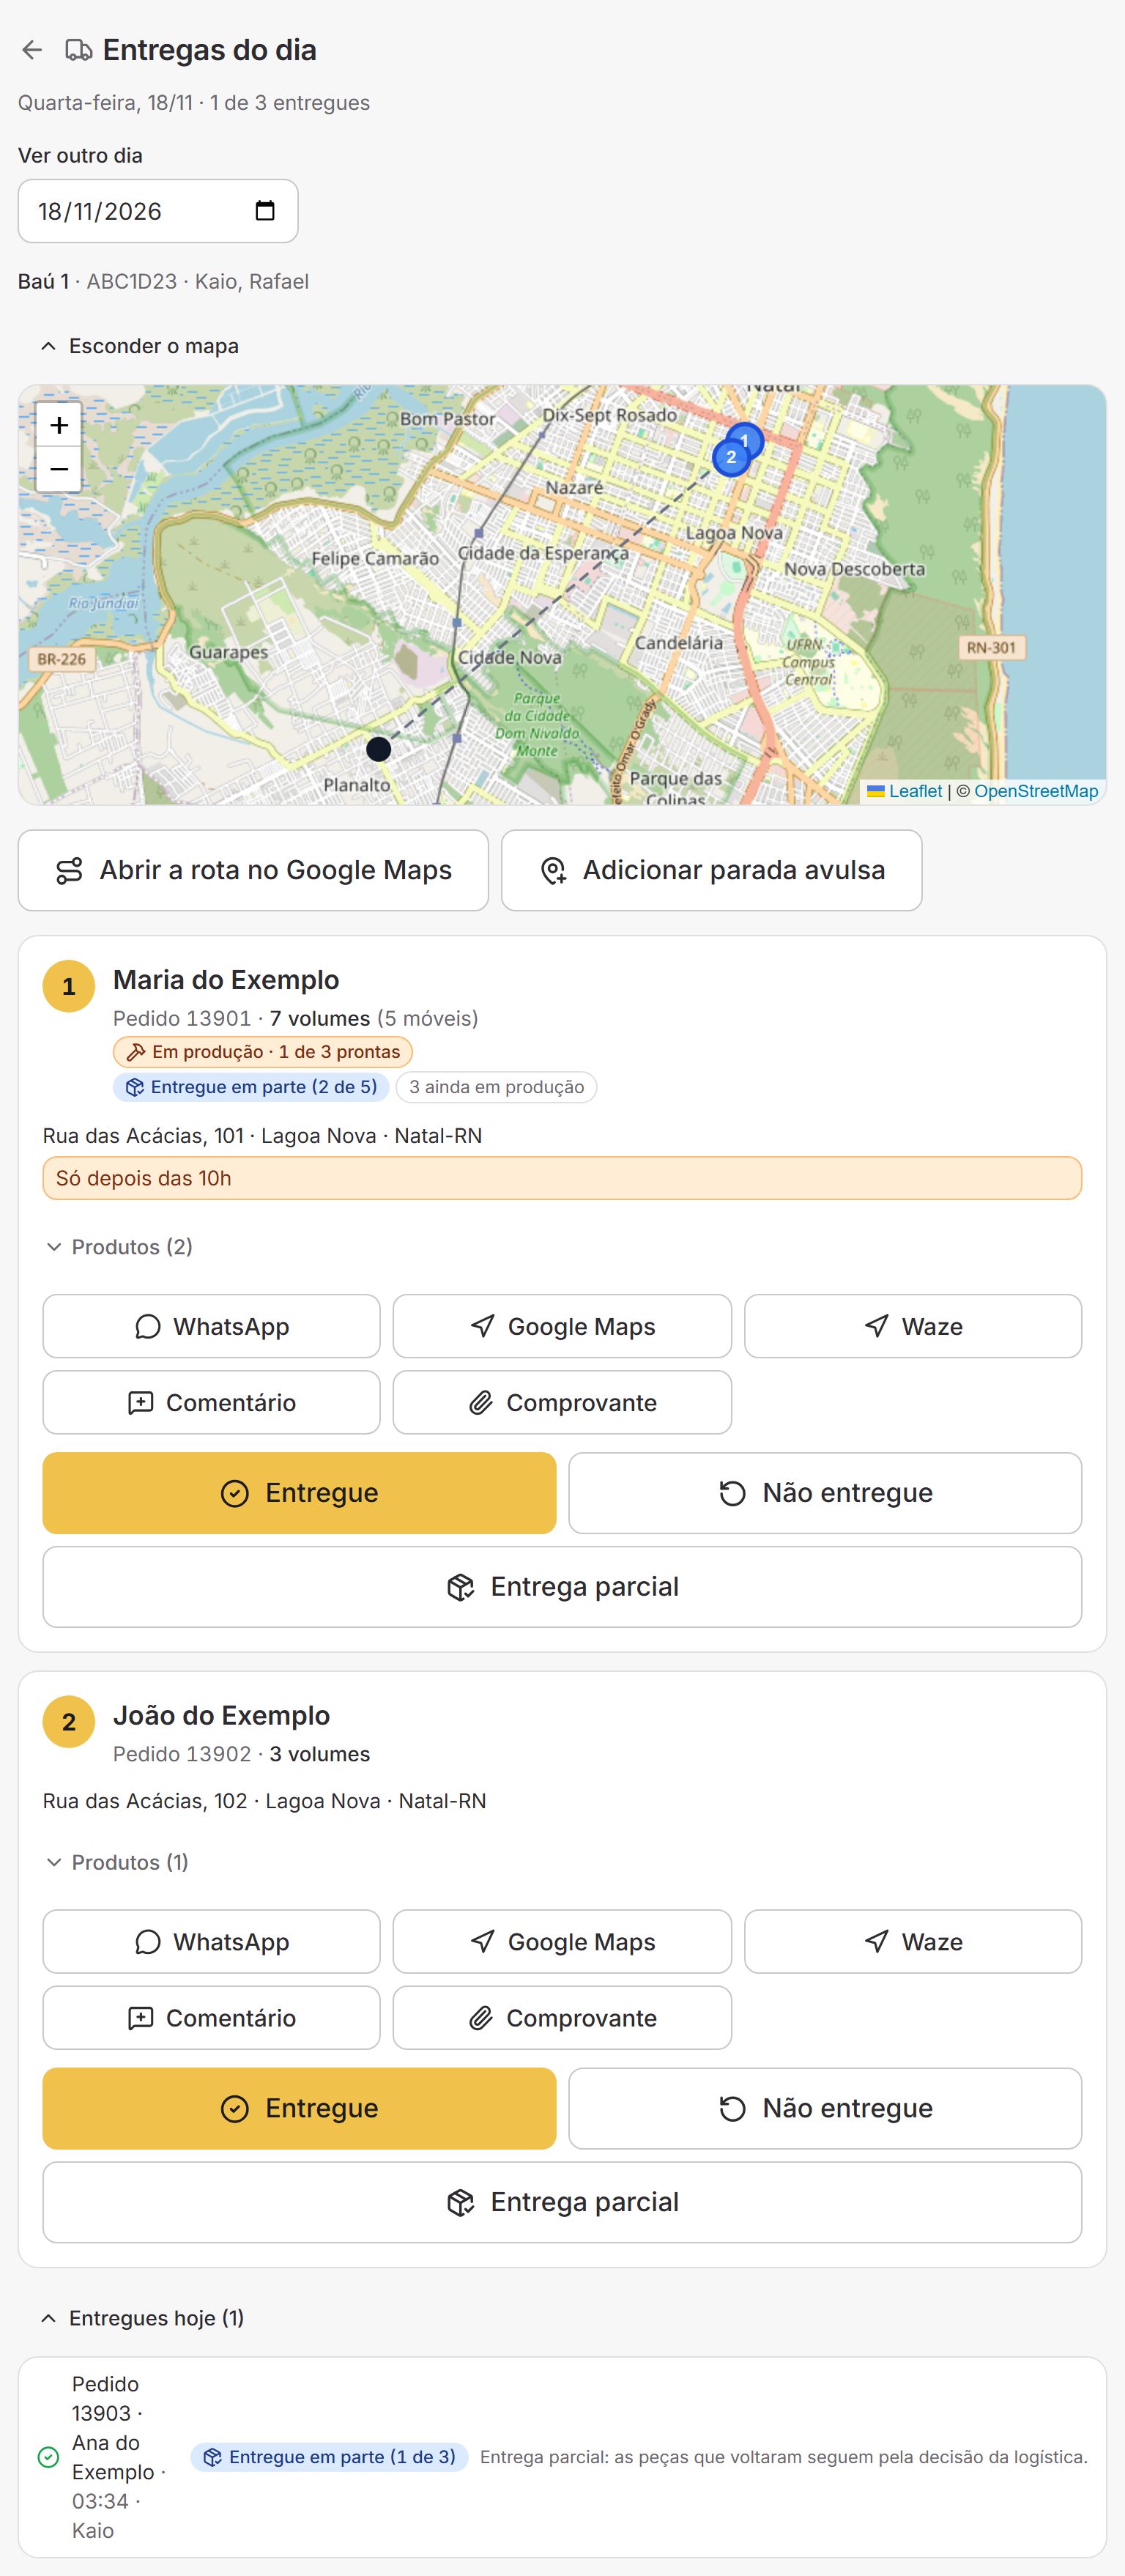 Entregas do dia
Quarta-feira, 18/11 · 1 de 3 entregues
Ver outro dia
18/11/2026
Baú 1 · ABC1D23 · Kaio, Rafael
Esconder o mapa
Natal
Bom Pastor
Dix-Sept Rosado
+
1
2
−
Nazaré
Lagoa Nova
Felipe Camarão
Cidade da Esperança
Nova Descoberta
Rio Jundiaí
Guarapes
Candelária
UFRN
Campus
Central
RN-301
BR-226
Cidade Nova
Parque
da Cidade
Dom Nivaldo
Monte
efeito Omar O'Grady
Planalto
Parque das
Colinas
Leaflet | © OpenStreetMap
Abrir a rota no Google Maps
Adicionar parada avulsa
1
Maria do Exemplo
Pedido 13901 · 7 volumes (5 móveis)
Em produção · 1 de 3 prontas
Entregue em parte (2 de 5)
3 ainda em produção
Rua das Acácias, 101 · Lagoa Nova · Natal-RN
Só depois das 10h
Produtos (2)
WhatsApp
Google Maps
Waze
Comentário
Comprovante
Entregue
Não entregue
Entrega parcial
2
João do Exemplo
Pedido 13902 · 3 volumes
Rua das Acácias, 102 · Lagoa Nova · Natal-RN
Produtos (1)
WhatsApp
Google Maps
Waze
Comentário
Comprovante
Entregue
Não entregue
Entrega parcial
Entregues hoje (1)
Pedido
13903 ·
Ana do
Exemplo ·
03:34 ·
Kaio
Entregue em parte (1 de 3)
Entrega parcial: as peças que voltaram seguem pela decisão da logística.